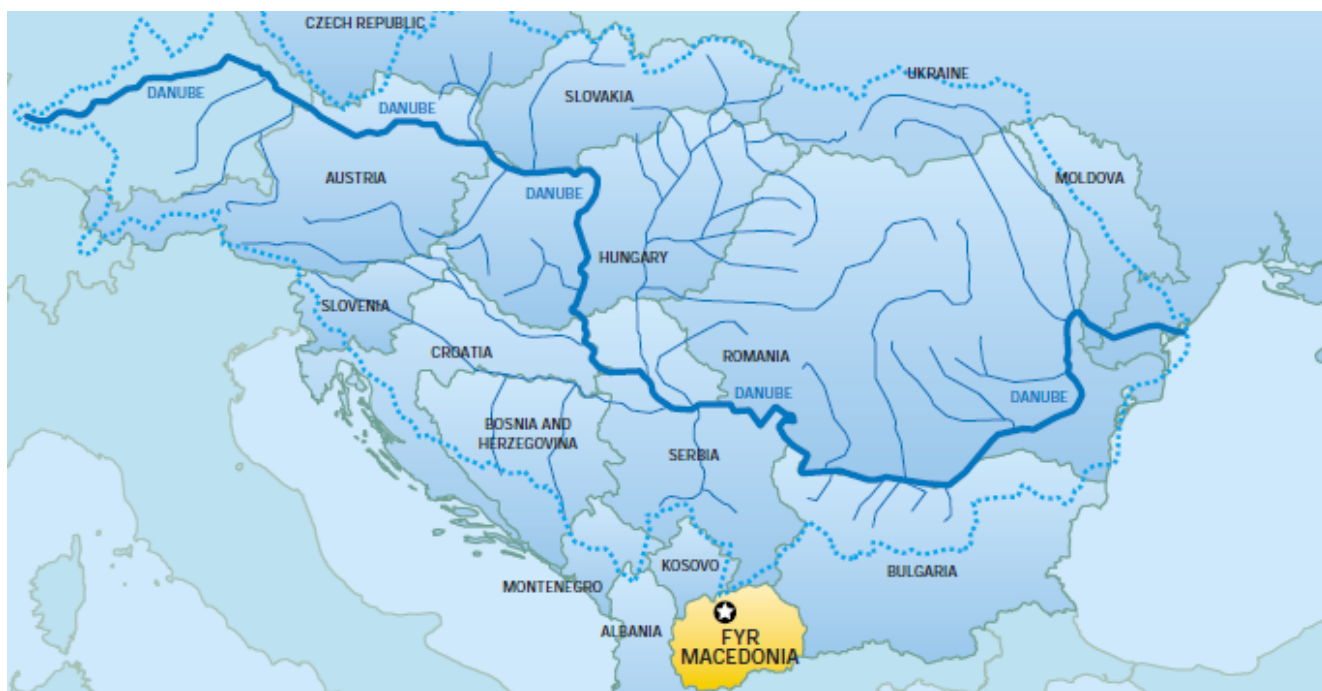 CZECH REPUBLIC
UKRAINE
DANUBE
SLOVAKIA
DANUBE
AUSTRIA
MOLDOVA
DANUBE
HUNGARY
SLOVENIA
CROATIA
ROMANIA
DANUBE
DANUBE
BOSNIA AND
HERZEGOVINA
SERBIA
KOSOVO
BULGARIA
MONTENEGRO
ALBANIA
FYR
MACEDONIA